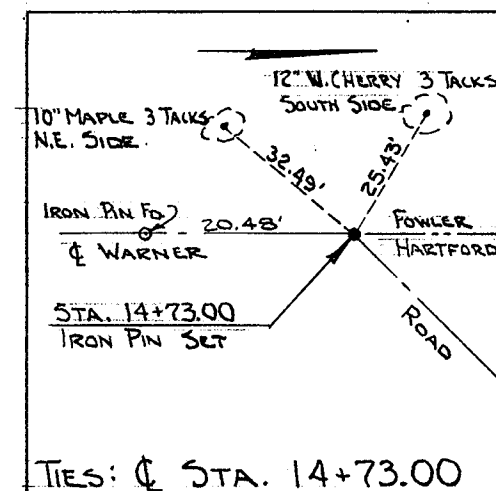 12" W. CHERRY 3 TACKS
SOUTH SIDE
10" MAPLE 3 TACKS
N.E. SIDE
32.49'
25.43'
IRON PIN FD.
20.48'
FOWLER
℄ WARNER
HARTFORD
STA. 14+73.00
IRON PIN SET
ROAD
TIES: ℄ STA. 14+73.00